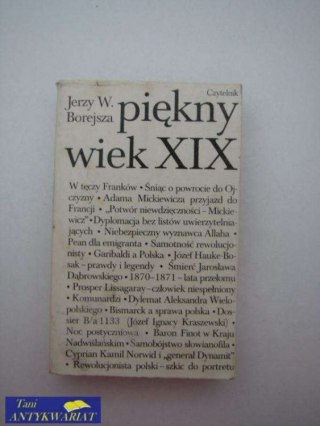 Czytelnik
Jerzy W.
Borejsza
piękny
wiek XIX
W tęczy Franków • Śniąc o powrocie do Oj-
czyzny • Adama Mickiewicza przyjazd do
Francji • „Potwór niewdzięczności – Mickie-
wicz” • Dyplomacja bez listów uwierzytelnia-
jących • Niebezpieczny wyznawca Allaha •
Pean dla emigranta • Samotność rewolucjo-
nisty • Garibaldi a Polska • Józef Hauke-Bo-
sak – prawdy i legendy • Śmierć Jarosława
Dąbrowskiego • 1870–1871 – lata przełomu
• Prosper Lissagaray – człowiek niespełniony
• Komunardzi • Dylemat Aleksandra Wielo-
polskiego • Bismarck a sprawa polska • Dos-
sier B/a 1133 (Józef Ignacy Kraszewski)
Noc postyczniowa • Baron Finot w Kraju
Nadwiślańskim • Samobójstwo słowianofila
Cyprian Kamil Norwid i „general Dynamit”
• Rewolucjonista polski – szkic do portretu
Tani
ANTYKWARIAT